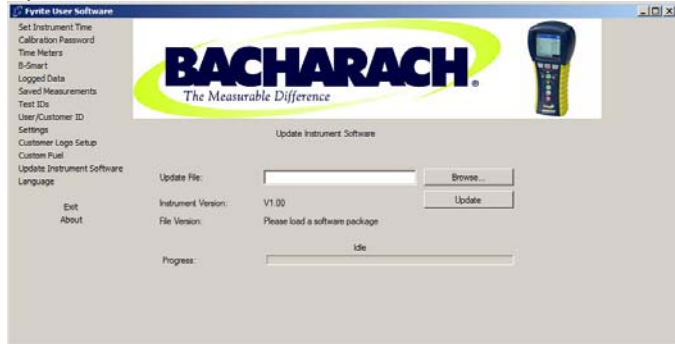 Fyrite User Software
Set Instrument Time
Calibration Password
Time Meters
B-Smart
Logged Data
Saved Measurements
Test IDs
User/Customer ID
Settings
Customer Logo Setup
Custom Fuel
Update Instrument Software
Language
Exit
About
BACHARACH
The Measurable Difference
Update Instrument Software
Update File:
Browse...
Instrument Version: V1.00
Update
File Version: Please load a software package
Idle
Progress: